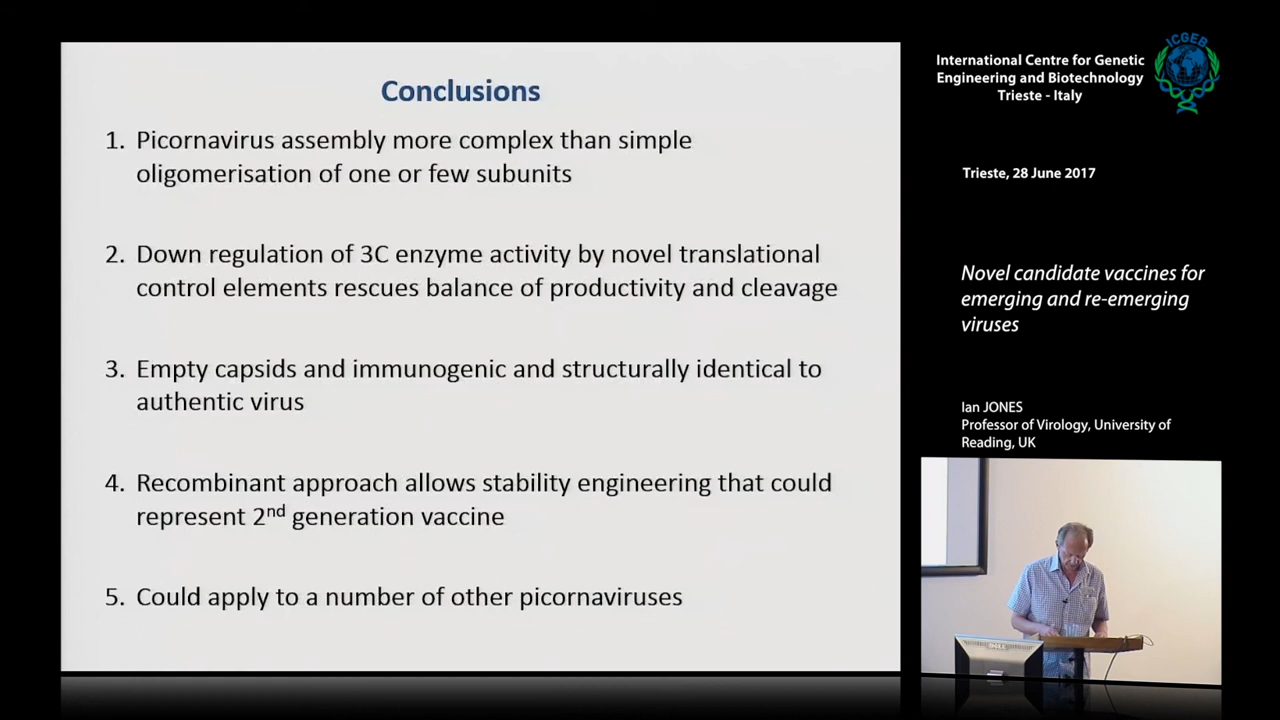 Conclusions
1. Picornavirus assembly more complex than simple
oligomerisation of one or few subunits
2. Down regulation of 3C enzyme activity by novel translational
control elements rescues balance of productivity and cleavage
3. Empty capsids and immunogenic and structurally identical to
authentic virus
4. Recombinant approach allows stability engineering that could
represent 2nd generation vaccine
5. Could apply to a number of other picornaviruses
International Centre for Genetic
Engineering and Biotechnology
Trieste - Italy
ICGEB
Trieste, 28 June 2017
Novel candidate vaccines for
emerging and re-emerging
viruses
Ian JONES
Professor of Virology, University of
Reading, UK